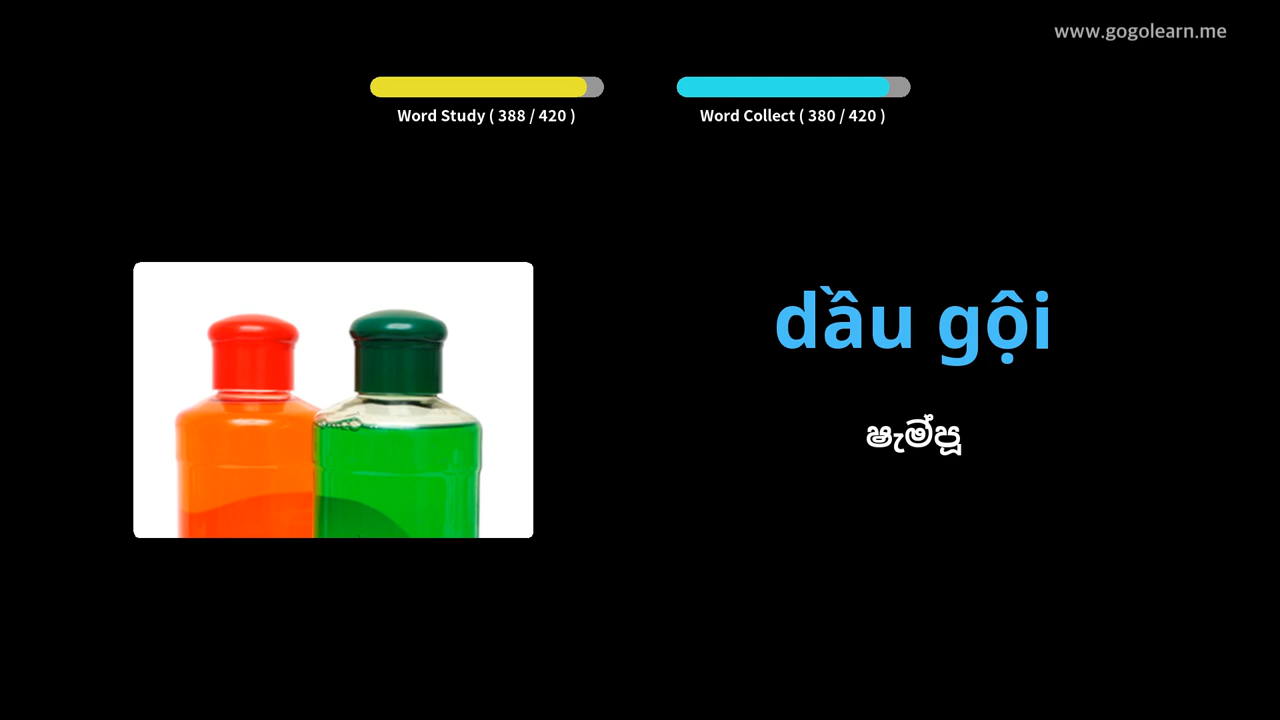 www.gogolearn.me
Word Study ( 388 / 420 )
Word Collect ( 380 / 420 )
dầu gội
ෂැම්පූ